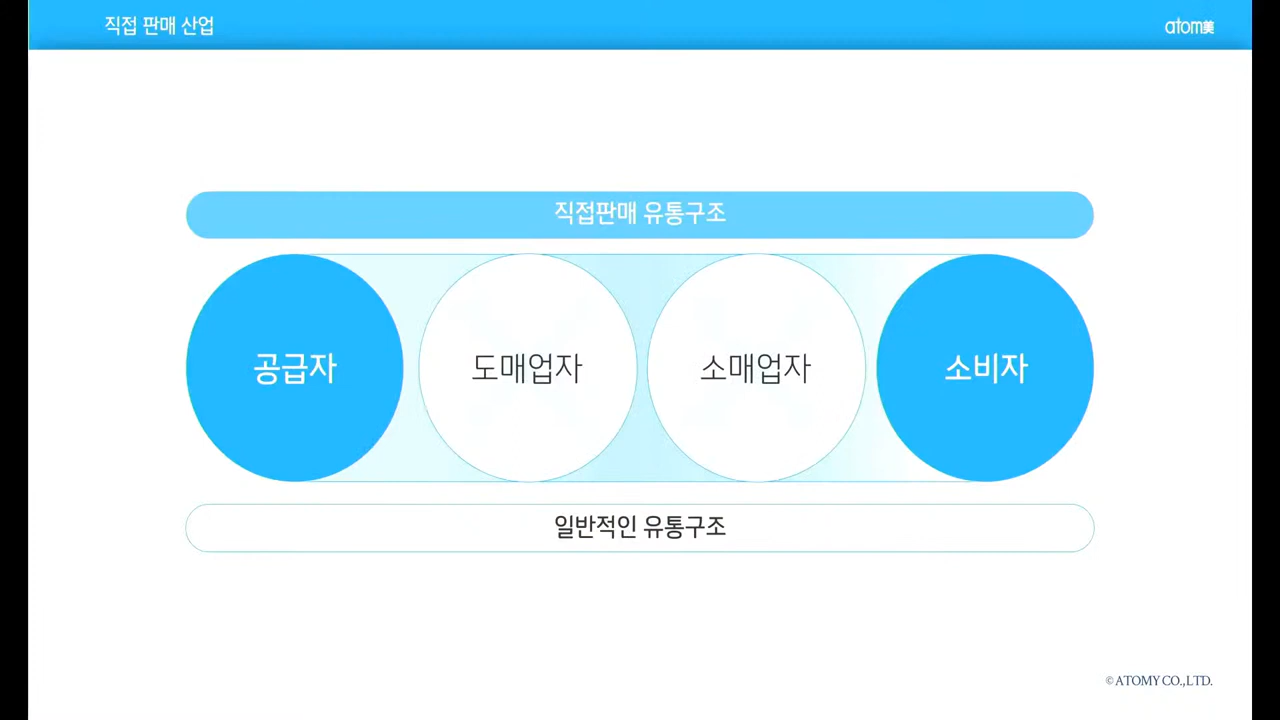 직접 판매 산업
atom美
직접판매 유통구조
공급자
도매업자
소매업자
소비자
일반적인 유통구조
© ATOMY CO.,LTD.